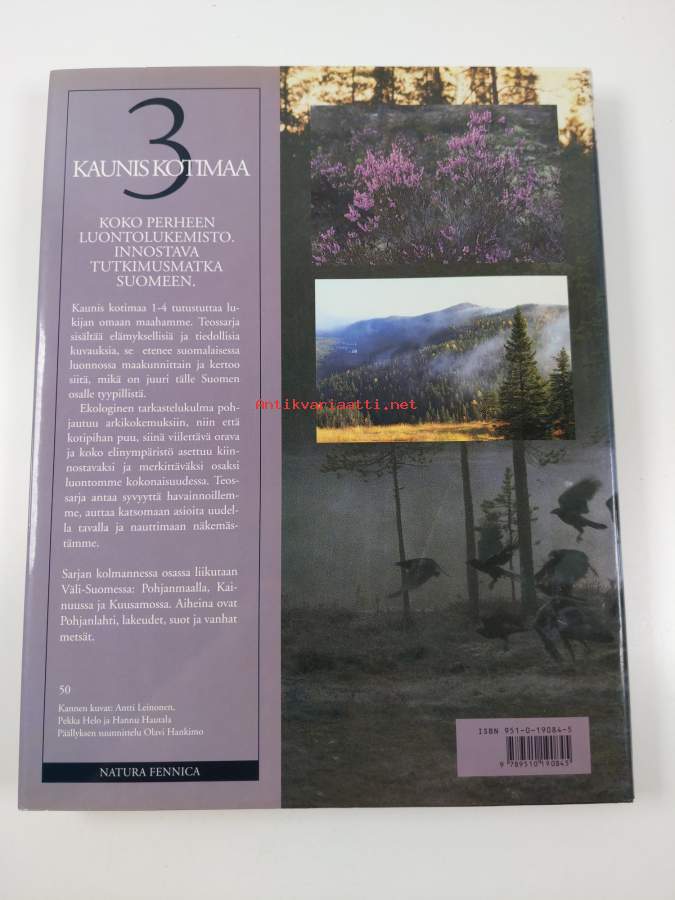 3
KAUNIS KOTIMAA
KOKO PERHEEN
LUONTOLUKEMISTO.
INNOSTAVA
TUTKIMUSMATKA
SUOMEEN.
Kaunis kotimaa 1-4 tutustuttaa lu-
kijan omaan maahamme. Teossarja
sisältää elämyksellisiä ja tiedollisia
kuvauksia, se etenee suomalaisessa
luonnossa maakunnittain ja kertoo
siitä, mikä on juuri tälle Suomen
osalle tyypillistä.
Ekologinen tarkastelukulma poh-
jautuu arkikokemuksiin, niin että
kotipihan puu, siinä viilettävä orava
ja koko elinympäristö asettuu kiin-
nostavaksi ja merkittäväksi osaksi
luontomme kokonaisuudessa. Teos-
sarja antaa syvyyttä havainnoillem-
me, auttaa katsomaan asioita uudel-
la tavalla ja nauttimaan näkemäs-
tämme.
Sarjan kolmannessa osassa liikutaan
Väli-Suomessa: Pohjanmaalla, Kai-
nuussa ja Kuusamossa. Aiheina ovat
Pohjanlahti, lakeudet, suot ja vanhat
metsät.
50
Kannen kuvat: Antti Leinonen,
Pekka Helo ja Hannu Hautala
Päällyksen suunnittelu Olavi Hankimo
NATURA FENNICA
Antikvariaatti.net
ISBN 951-0-19084-5
9 789510 190845